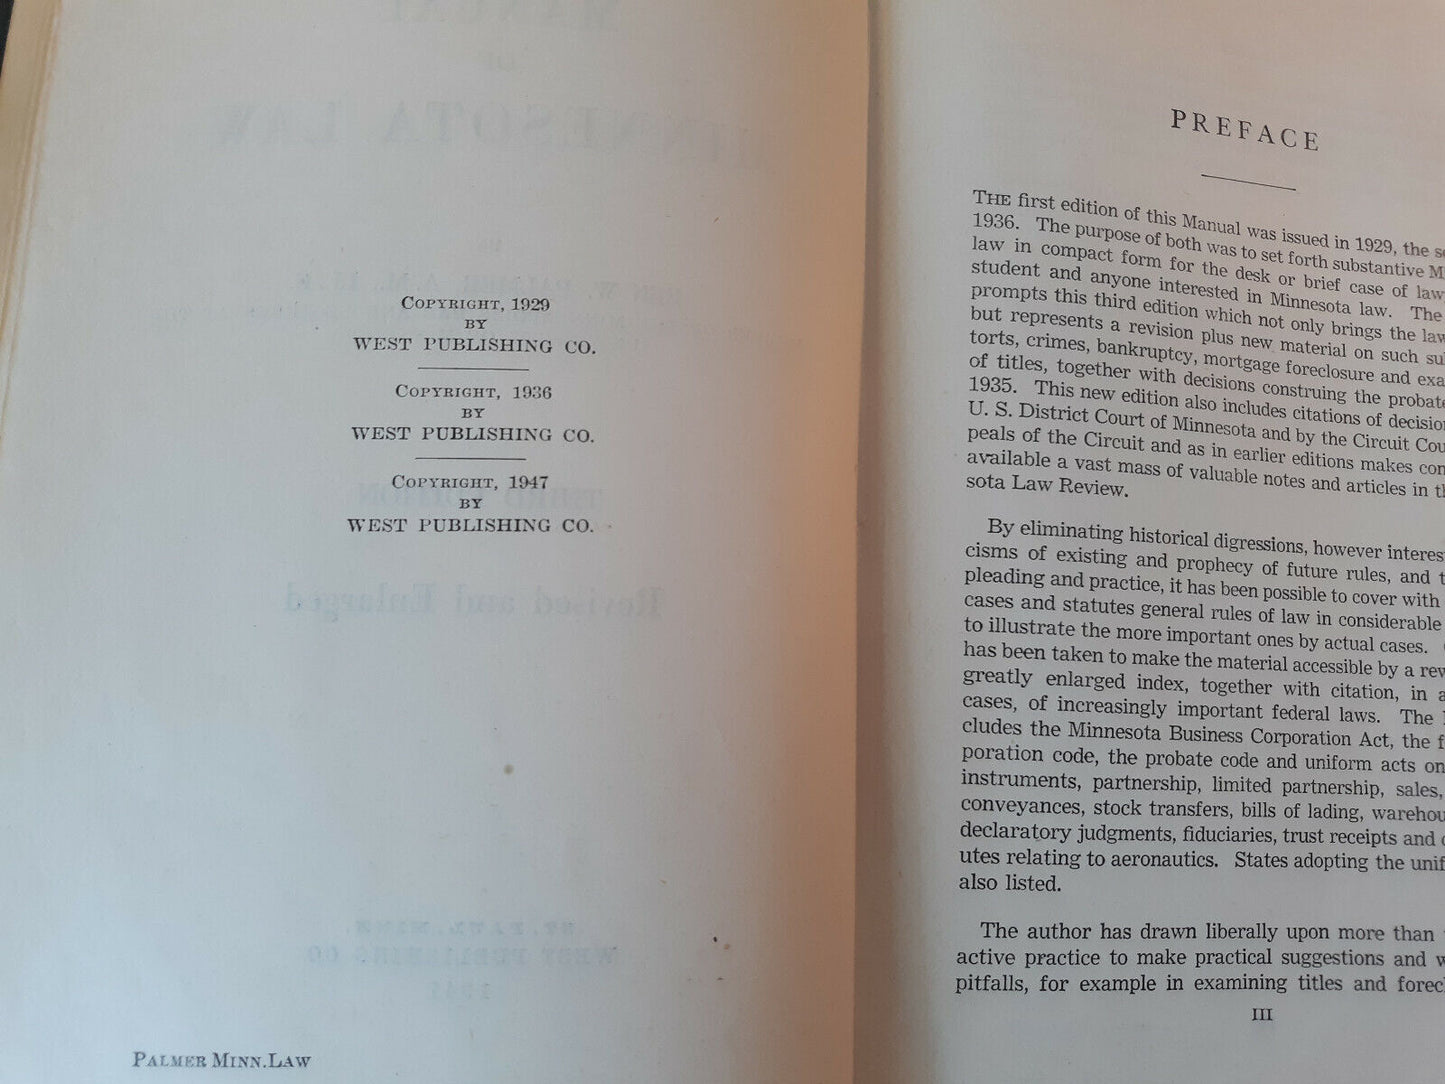 COPYRIGHT, 1929
BY
WEST PUBLISHING CO.
COPYRIGHT, 1936
BY
WEST PUBLISHING CO.
COPYRIGHT, 1947
BY
WEST PUBLISHING CO.
PALMER MINN.LAW
PREFACE
THE first edition of this Manual was issued in 1929, the
1936. The purpose of both was to set forth substantive
law in compact form for the desk or brief case of
student and anyone interested in Minnesota law. The
prompts this third edition which not only brings the law
but represents a revision plus new material on such
torts, crimes, bankruptcy, mortgage foreclosure and
of titles, together with decisions construing the
1935. This new edition also includes citations of
U. S. District Court of Minnesota and by the Circuit
peals of the Circuit and as in earlier editions makes
available a vast mass of valuable notes and articles in
sota Law Review.
By eliminating historical digressions, however
cisms of existing and prophecy of future rules, and
pleading and practice, it has been possible to cover with
cases and statutes general rules of law in considerable
to illustrate the more important ones by actual cases.
has been taken to make the material accessible by a
greatly enlarged index, together with citation, in
cases, of increasingly important federal laws. The
cludes the Minnesota Business Corporation Act, the
poration code, the probate code and uniform acts on
instruments, partnership, limited partnership, sales,
conveyances, stock transfers, bills of lading,
declaratory judgments, fiduciaries, trust receipts and
utes relating to aeronautics. States adopting the
also listed.
The author has drawn liberally upon more than
active practice to make practical suggestions and
pitfalls, for example in examining titles and
III